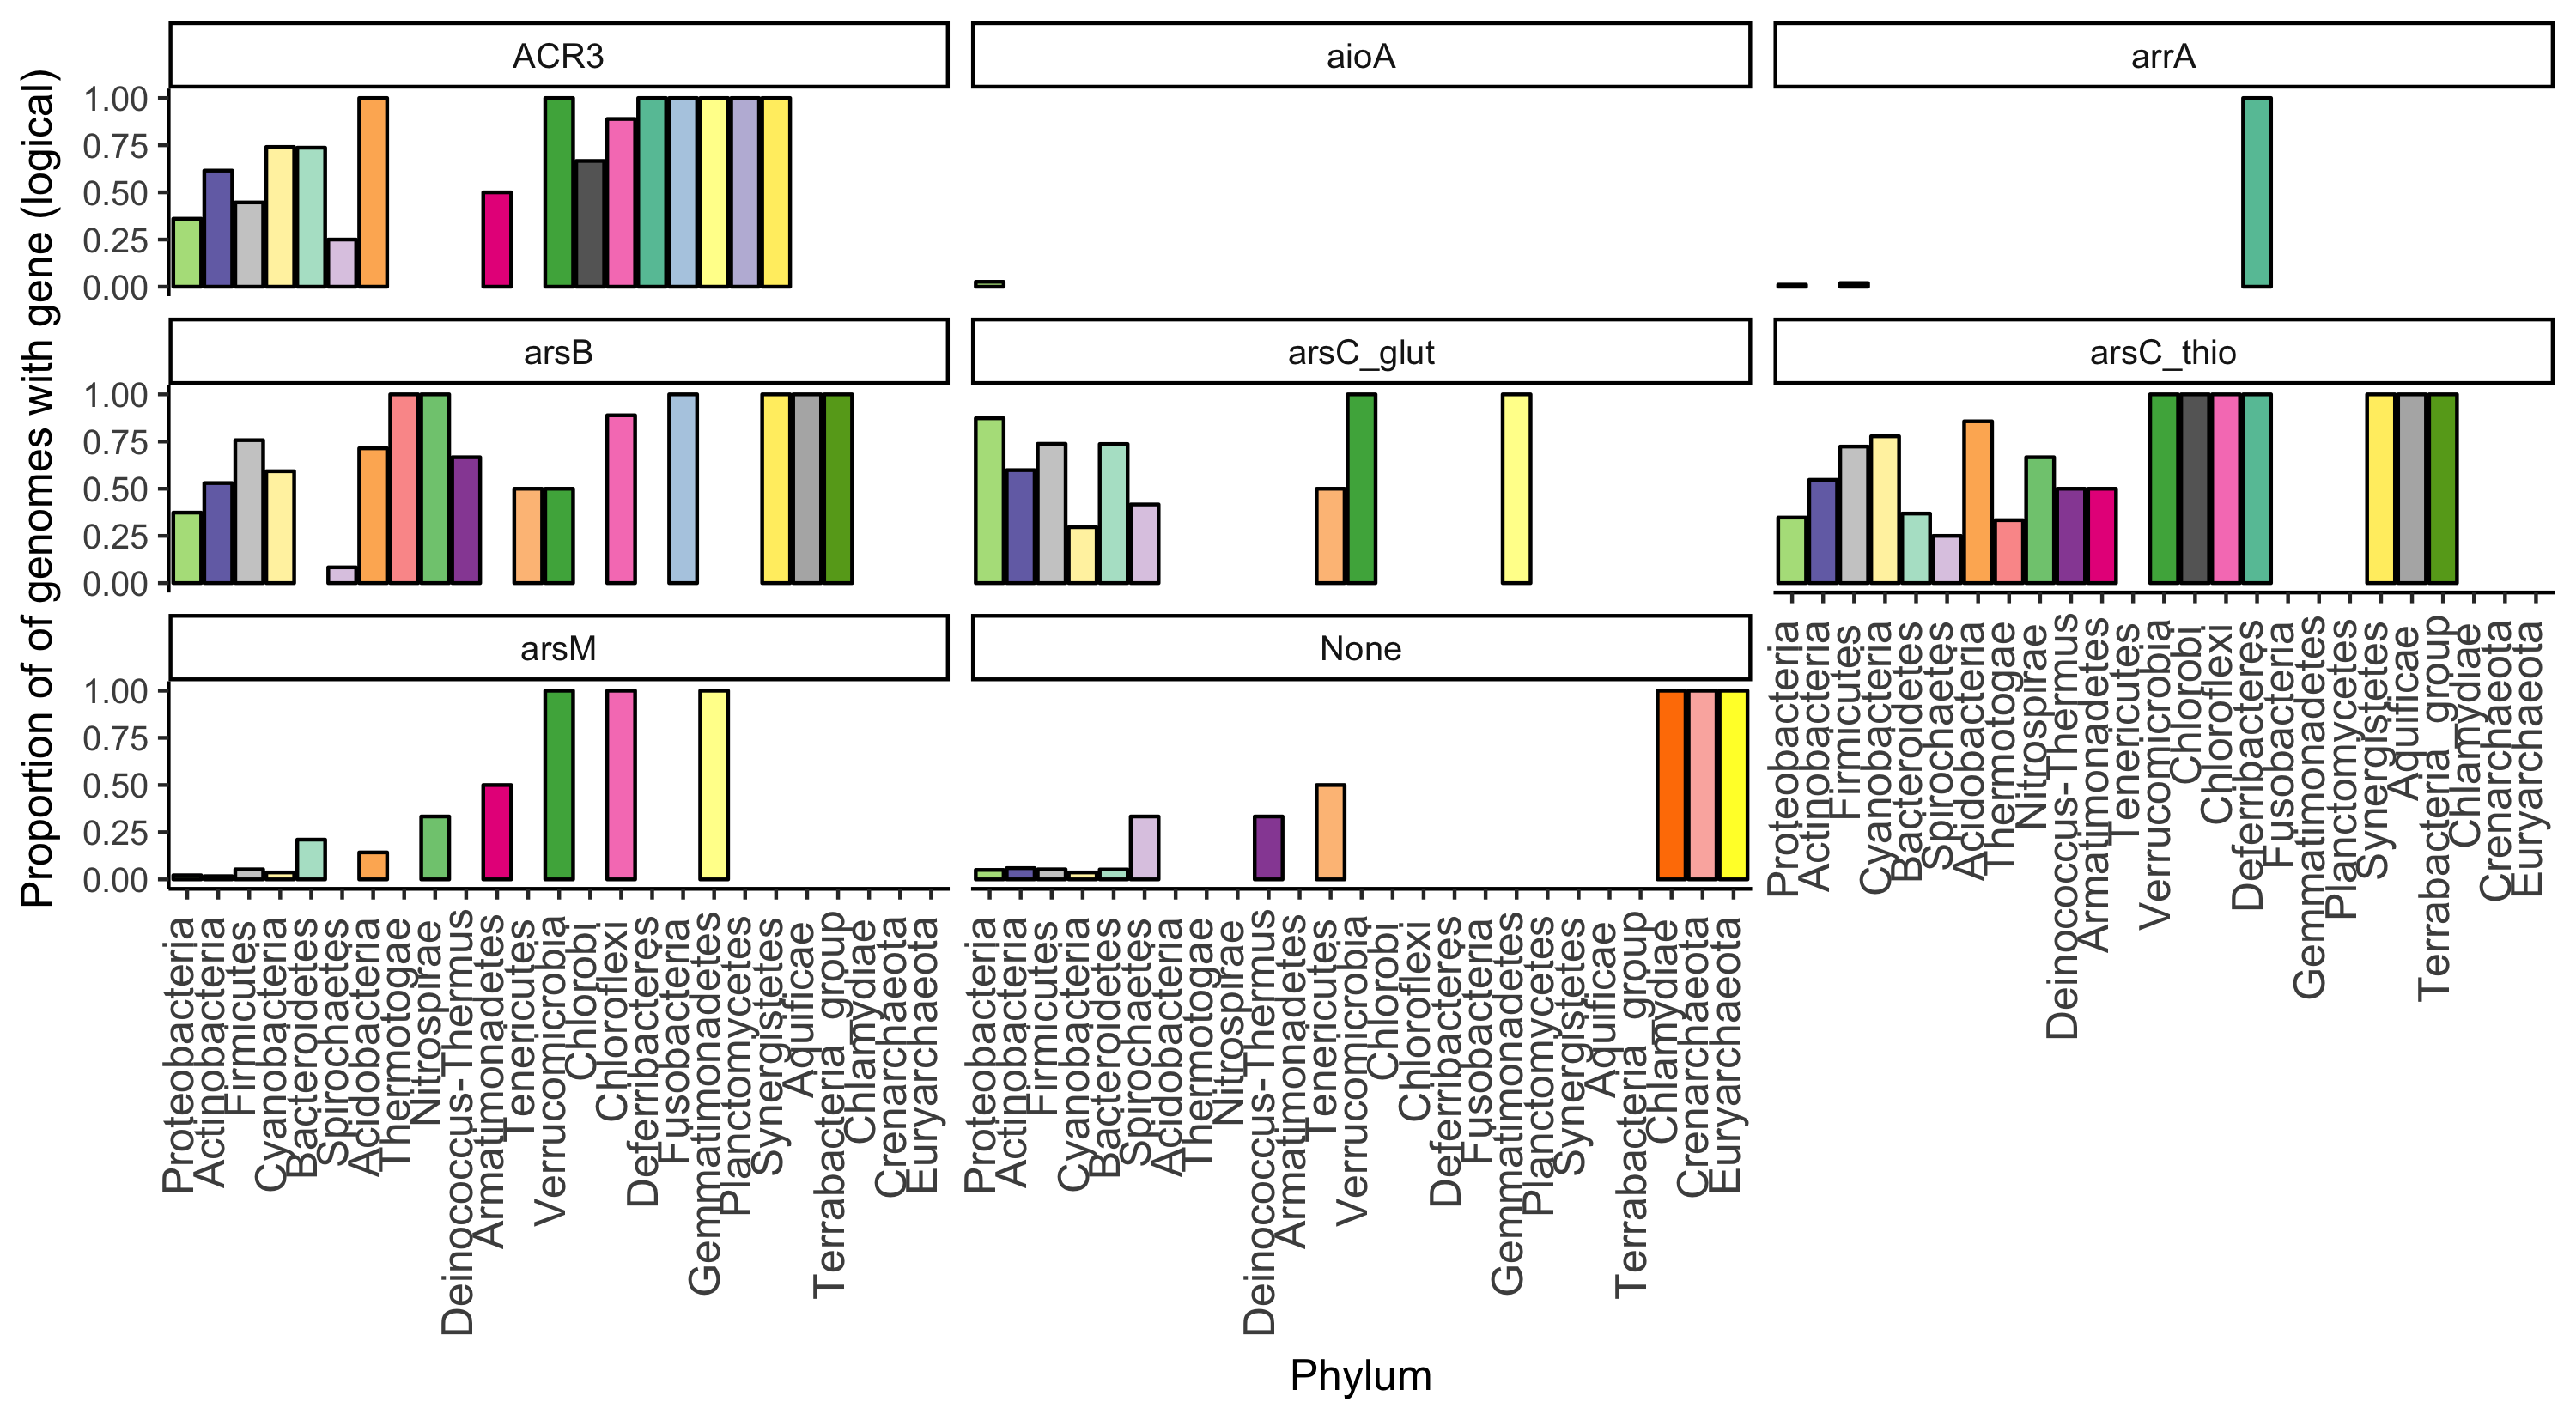 Proportion of of genomes with gene (logical)
ACR3
aioA
arrA
1.00
0.75
0.50
0.25
0.00
arsB
arsC_glut
arsC_thio
1.00
0.75
0.50
0.25
0.00
arsM
None
1.00
0.75
0.50
0.25
0.00
Proteobacteria
Actinobacteria
Firmicutes
Cyanobacteria
Bacteroidetes
Spirochaetes
Acidobacteria
Thermotogae
Nitrospirae
Deinococcus-Thermus
Armatimonadetes
Tenericutes
Verrucomicrobia
Chlorobi
Chloroflexi
Deferribacteres
Fusobacteria
Gemmatimonadetes
Planctomycetes
Synergistetes
Aquificae
Terrabacteria_group
Chlamydiae
Crenarchaeota
Euryarchaeota
Proteobacteria
Actinobacteria
Firmicutes
Cyanobacteria
Bacteroidetes
Spirochaetes
Acidobacteria
Thermotogae
Nitrospirae
Deinococcus-Thermus
Armatimonadetes
Tenericutes
Verrucomicrobia
Chlorobi
Chloroflexi
Deferribacteres
Fusobacteria
Gemmatimonadetes
Planctomycetes
Synergistetes
Aquificae
Terrabacteria_group
Chlamydiae
Crenarchaeota
Euryarchaeota
Proteobacteria
Actinobacteria
Firmicutes
Cyanobacteria
Bacteroidetes
Spirochaetes
Acidobacteria
Thermotogae
Nitrospirae
Deinococcus-Thermus
Armatimonadetes
Tenericutes
Verrucomicrobia
Chlorobi
Chloroflexi
Deferribacteres
Fusobacteria
Gemmatimonadetes
Planctomycetes
Synergistetes
Aquificae
Terrabacteria_group
Chlamydiae
Crenarchaeota
Euryarchaeota
Phylum